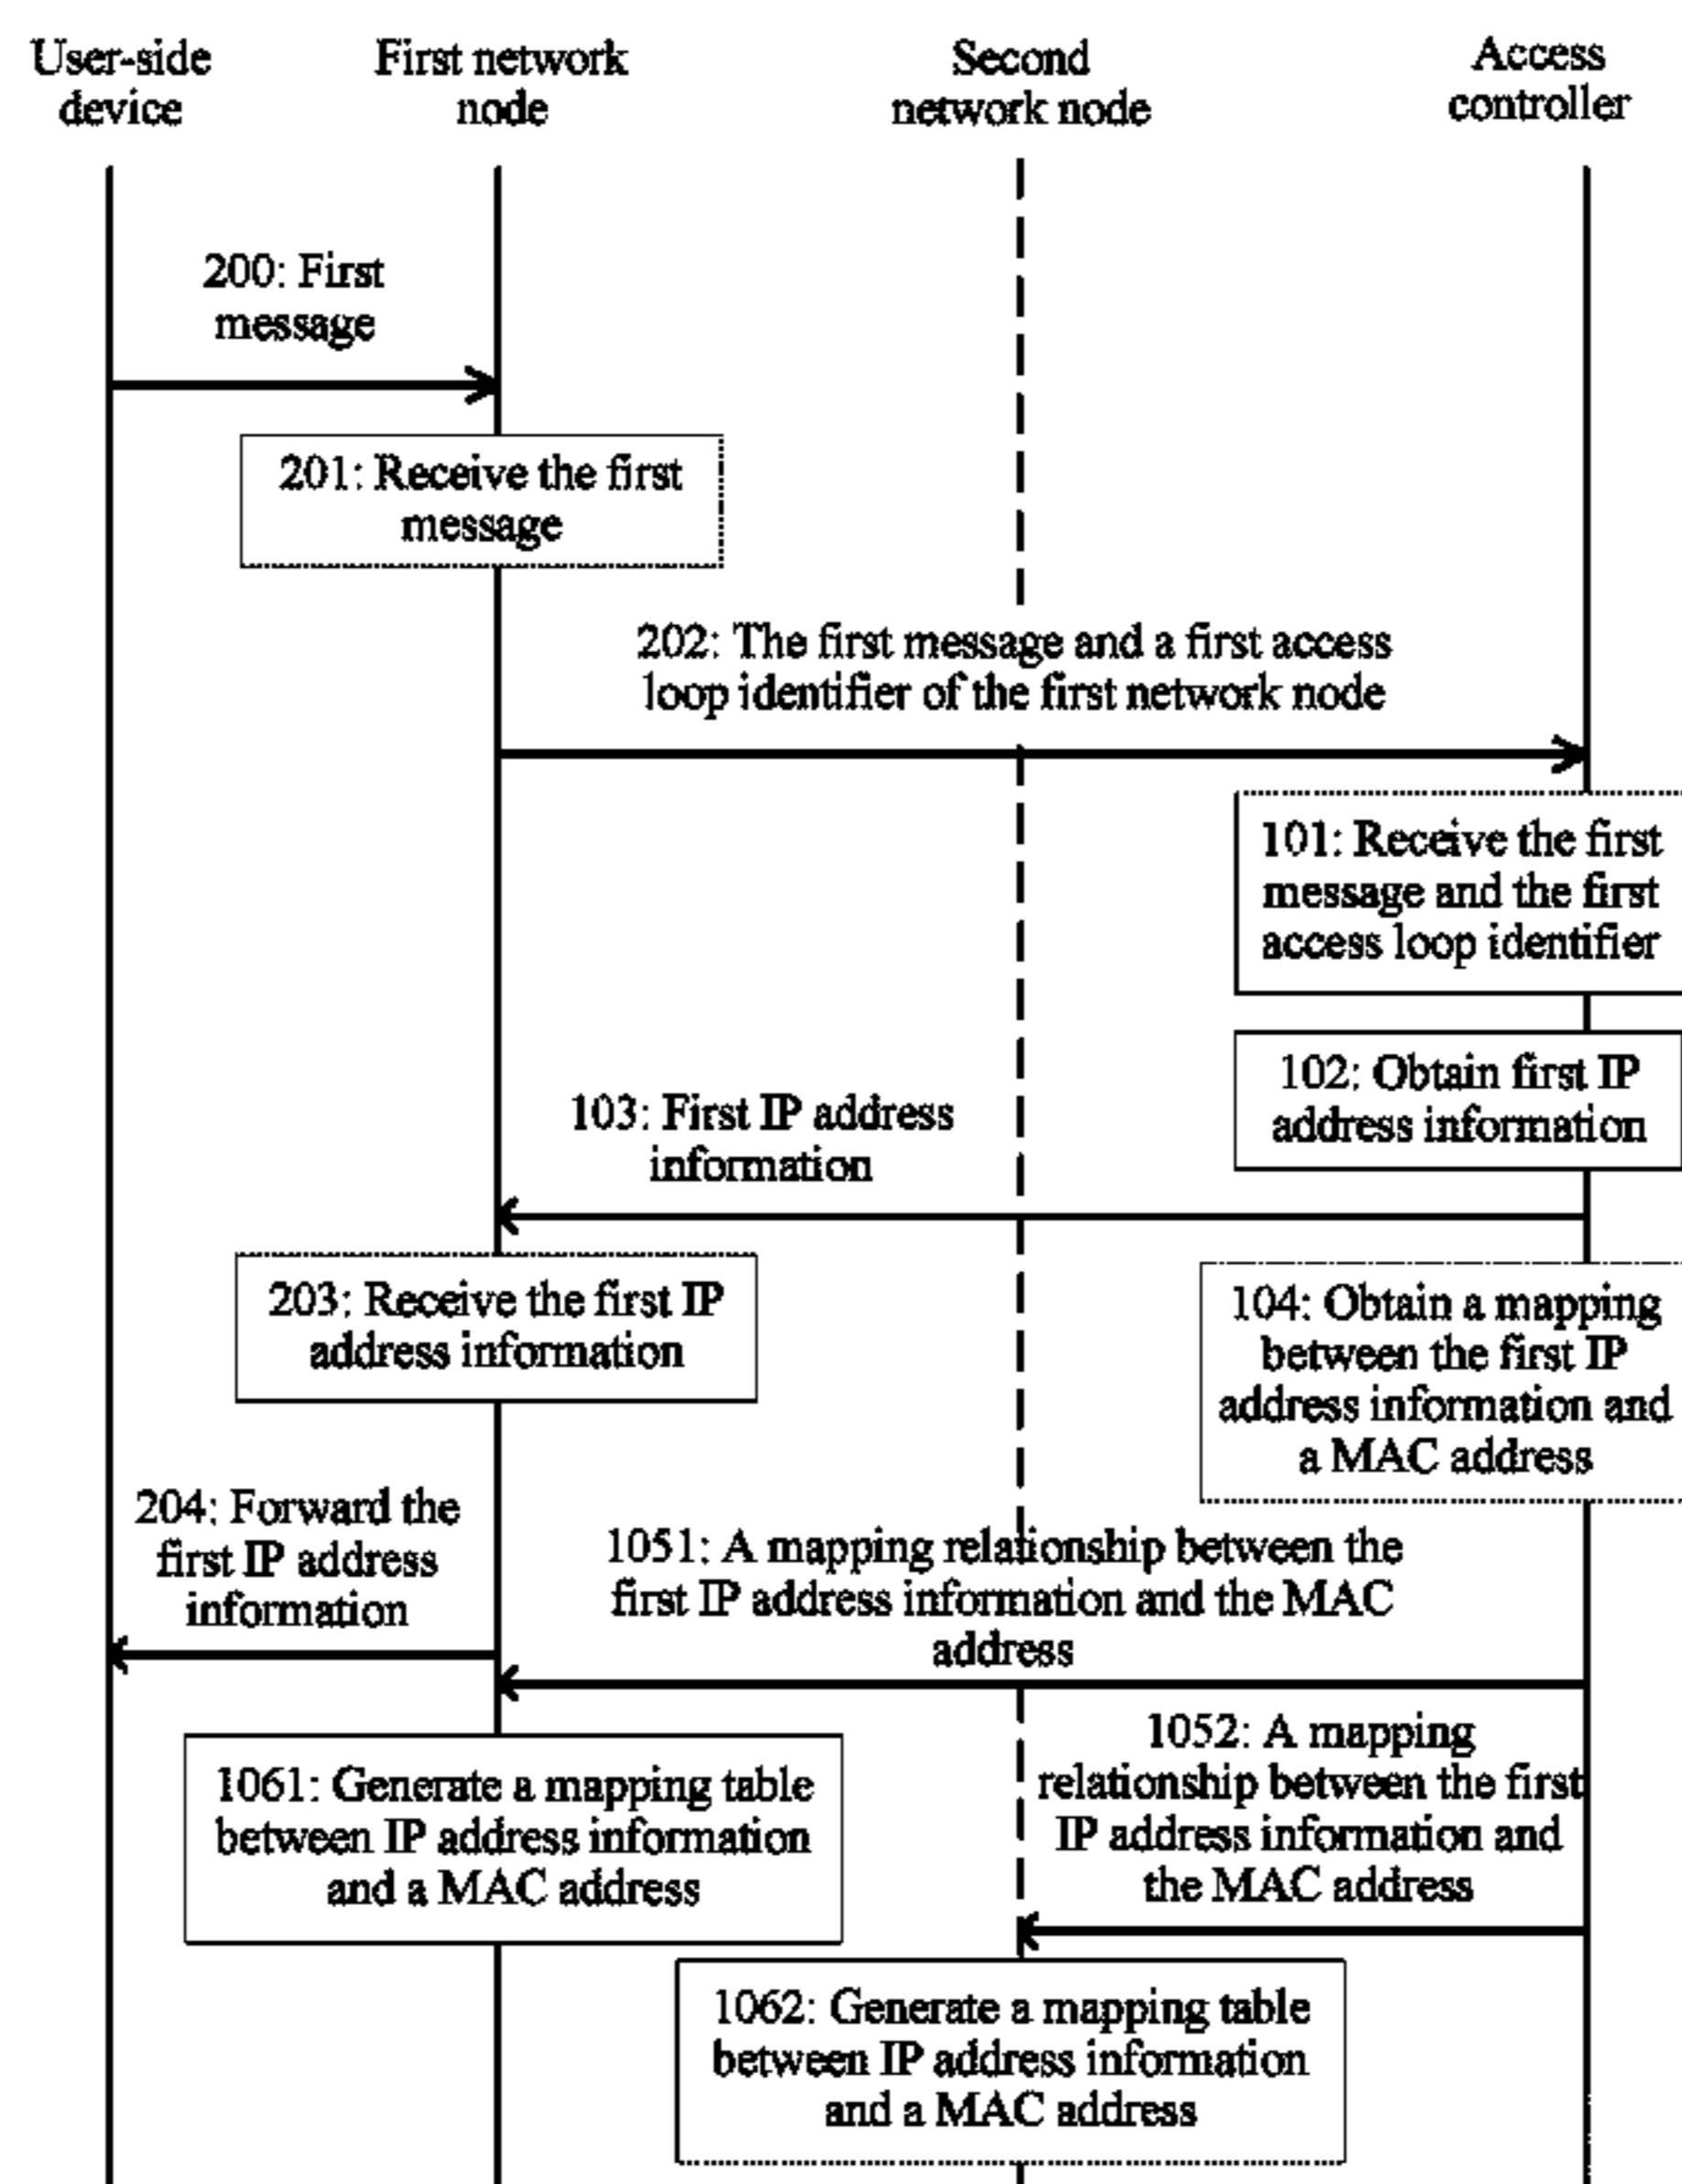 User-side
device
First network
node
Second
network node
Access
controller
200: First
message
201: Receive the first
message
202: The first message and a first access
loop identifier of the first network node
101: Receive the first
message and the first
access loop identifier
102: Obtain first IP
address information
103: First IP address
information
203: Receive the first IP
address information
104: Obtain a mapping
between the first IP
address information and
a MAC address
204: Forward the
first IP address
information
1051: A mapping relationship between the
first IP address information and the MAC
address
1052: A mapping
relationship between the first
IP address information and
the MAC address
1061: Generate a mapping table
between IP address information
and a MAC address
1062: Generate a mapping table
between IP address information
and a MAC address